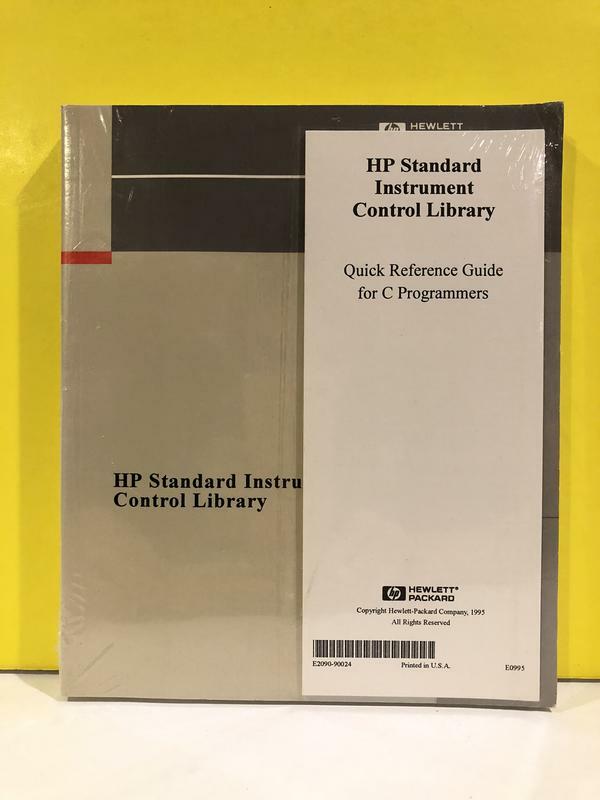 HEWLETT
HP Standard
Instrument
Control Library
Quick Reference Guide
for C Programmers
HP Standard Instru
Control Library
hp HEWLETT®
PACKARD
Copyright Hewlett-Packard Company, 1995
All Rights Reserved
E2090-90024 Printed in U.S.A. E0995